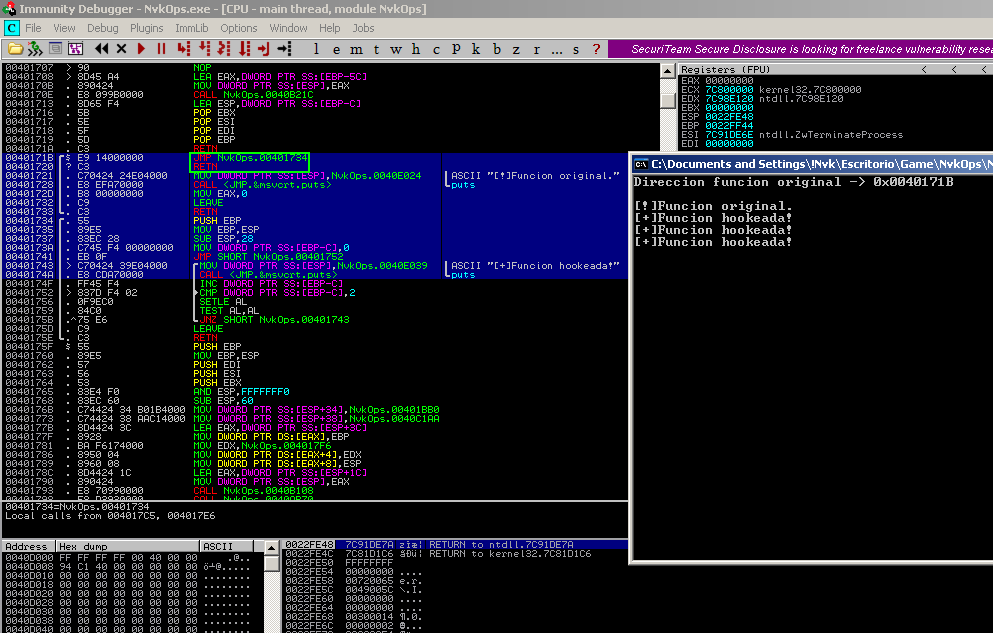 Immunity Debugger - NvkOps.exe - [CPU - main thread, module NvkOps]
C File View Debug Plugins ImmLib Options Window Help Jobs
l e m t w h c P k b z r ... s ? SecuriTeam Secure Disclosure is looking for freelance vulnerability resea
00401707 > 90 NOP
00401708 . 8D45 A4 LEA EAX,DWORD PTR SS:[EBP-5C]
0040170B . 890424 MOV DWORD PTR SS:[ESP],EAX
0040170E . E8 099B0000 CALL NvkOps.0040B21C
00401713 . 8D65 F4 LEA ESP,DWORD PTR SS:[EBP-C]
00401716 . 5B POP EBX
00401717 . 5E POP ESI
00401718 . 5F POP EDI
00401719 . 5D POP EBP
0040171A . C3 RETN
0040171B $ E9 14000000 JMP NvkOps.00401734
00401720 ? C3 RETN
00401721 . C70424 24E04000 MOV DWORD PTR SS:[ESP],NvkOps.0040E024 ASCII "[!]Funcion original."
00401728 . E8 EFA70000 CALL <JMP.&msvcrt.puts> puts
0040172D . B8 00000000 MOV EAX,0
00401732 . C9 LEAVE
00401733 . C3 RETN
00401734 . 55 PUSH EBP
00401735 . 89E5 MOV EBP,ESP
00401737 . 83EC 28 SUB ESP,28
0040173A . C745 F4 00000000 MOV DWORD PTR SS:[EBP-C],0
00401741 . EB 0F JMP SHORT NvkOps.00401752
00401743 > C70424 39E04000 MOV DWORD PTR SS:[ESP],NvkOps.0040E039 ASCII "[+]Funcion hookeada!"
0040174A . E8 CDA70000 CALL <JMP.&msvcrt.puts> puts
0040174F . FF45 F4 INC DWORD PTR SS:[EBP-C]
00401752 > 837D F4 02 CMP DWORD PTR SS:[EBP-C],2
00401756 . 0F9EC0 SETLE AL
00401759 . 84C0 TEST AL,AL
0040175B .^75 E6 JNZ SHORT NvkOps.00401743
0040175D . C9 LEAVE
0040175E . C3 RETN
0040175F $ 55 PUSH EBP
00401760 . 89E5 MOV EBP,ESP
00401762 . 57 PUSH EDI
00401763 . 56 PUSH ESI
00401764 . 53 PUSH EBX
00401765 . 83E4 F0 AND ESP,FFFFFFF0
00401768 . 83EC 60 SUB ESP,60
0040176B . C74424 34 B01B4000 MOV DWORD PTR SS:[ESP+34],NvkOps.00401BB0
00401773 . C74424 38 AAC14000 MOV DWORD PTR SS:[ESP+38],NvkOps.0040C1AA
0040177B . 8D4424 3C LEA EAX,DWORD PTR SS:[ESP+3C]
0040177F . 8928 MOV DWORD PTR DS:[EAX],EBP
00401781 . BA F6174000 MOV EDX,NvkOps.004017F6
00401786 . 8950 04 MOV DWORD PTR DS:[EAX+4],EDX
00401789 . 8960 08 MOV DWORD PTR DS:[EAX+8],ESP
0040178C . 8D4424 1C LEA EAX,DWORD PTR SS:[ESP+1C]
00401790 . 890424 MOV DWORD PTR SS:[ESP],EAX
00401793 . E8 70990000 CALL NvkOps.0040B108
00401734=NvkOps.00401734
Local calls from 004017C5, 004017E6
Registers (FPU) < < <
EAX 00000000
ECX 7C800000 kernel32.7C800000
EDX 7C98E120 ntdll.7C98E120
EBX 00000000
ESP 0022FE48
EBP 0022FF44
ESI 7C91DE6E ntdll.ZwTerminateProcess
EDI 00000000
C:\Documents and Settings\!Nvk\Escritorio\Game\NvkOps\N
Direccion funcion original -> 0x0040171B
[!]Funcion original.
[+]Funcion hookeada!
[+]Funcion hookeada!
[+]Funcion hookeada!
Address Hex dump ASCII
0040D000 FF FF FF FF 00 40 00 00 .@..
0040D008 94 C1 40 00 00 00 00 00
0040D010 00 00 00 00 00 00 00 00 ........
0040D018 00 00 00 00 00 00 00 00 ........
0040D020 00 00 00 00 00 00 00 00 ........
0040D028 00 00 00 00 00 00 00 00 ........
0040D030 00 00 00 00 00 00 00 00 ........
0040D038 00 00 00 00 00 00 00 00 ........
0040D040 00 00 00 00 00 00 00 00 ........
0022FE48 7C91DE7A RETURN to ntdll.7C91DE7A
0022FE4C 7C81D1C6 RETURN to kernel32.7C81D1C6
0022FE50 FFFFFFFF
0022FE54 00000000 ....
0022FE58 00720065 e.r.
0022FE5C 0049005C \.I.
0022FE60 00000000 ....
0022FE64 00000000 ....
0022FE68 00300014 ¶.0.
0022FE6C 00000002
0022FE70 00000000 ....